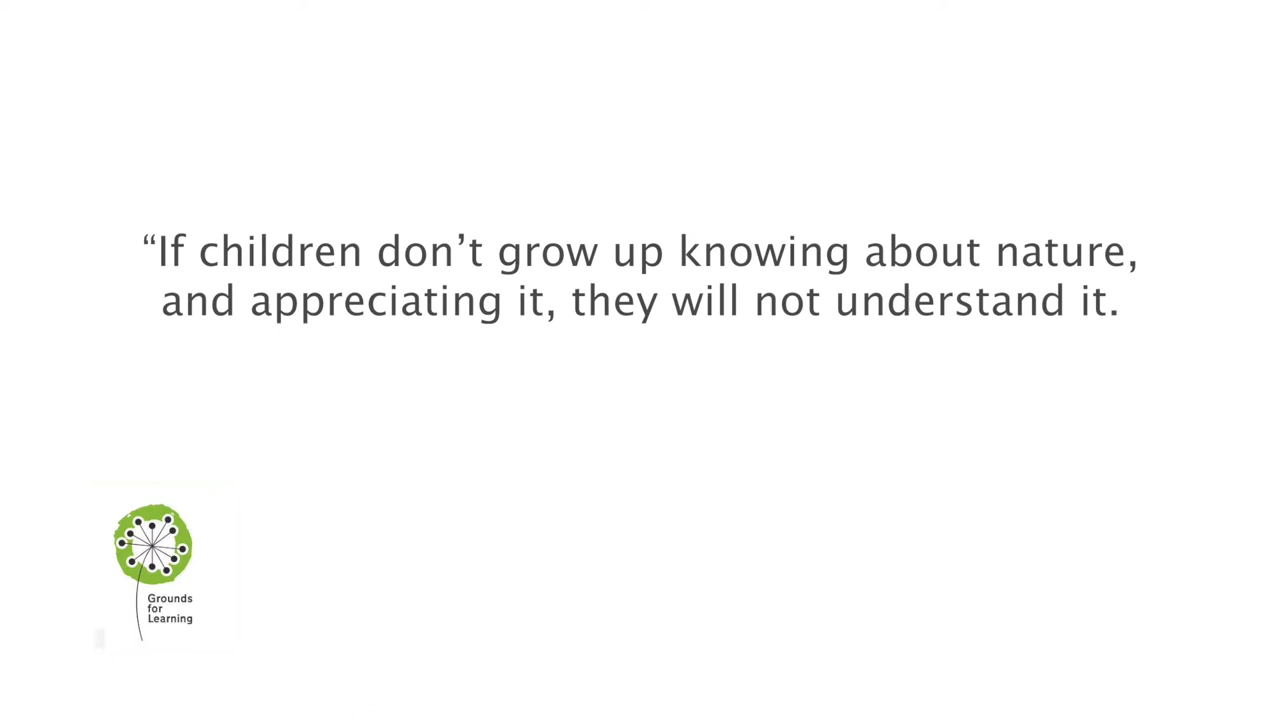 “If children don’t grow up knowing about nature,
and appreciating it, they will not understand it.
Grounds
for
Learning